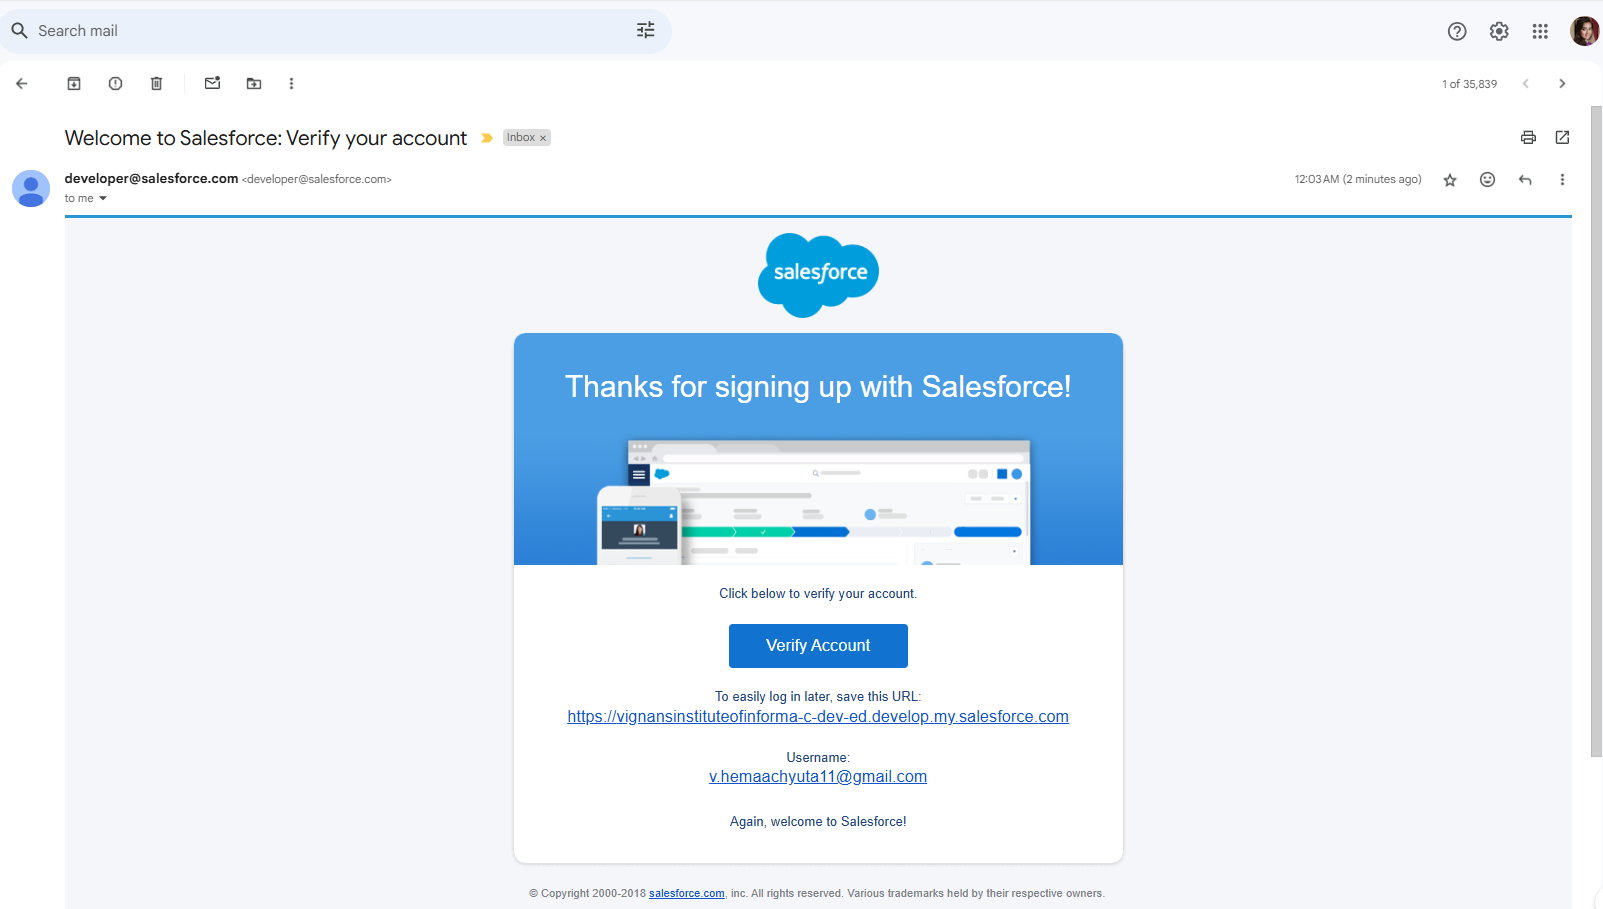 Search mail
1 of 35,839
Welcome to Salesforce: Verify your account
Inbox ×
developer@salesforce.com <developer@salesforce.com>
12:03 AM (2 minutes ago)
to me
salesforce
Thanks for signing up with Salesforce!
Click below to verify your account.
Verify Account
To easily log in later, save this URL:
https://vignansinstituteofinforma-c-dev-ed.develop.my.salesforce.com
Username:
v.hemaachyuta11@gmail.com
Again, welcome to Salesforce!
© Copyright 2000-2018 salesforce.com, inc. All rights reserved. Various trademarks held by their respective owners.